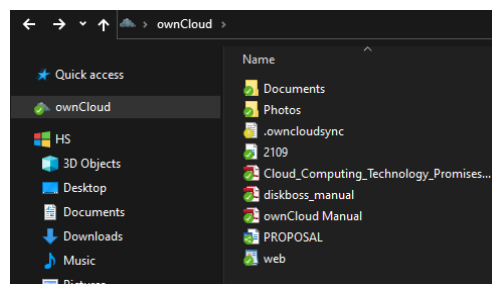 ownCloud
Quick access
ownCloud
HS
3D Objects
Desktop
Documents
Downloads
Music
Pictures
Name
Documents
Photos
.owncloudsync
2109
Cloud_Computing_Technology_Promises...
diskboss_manual
ownCloud Manual
PROPOSAL
web